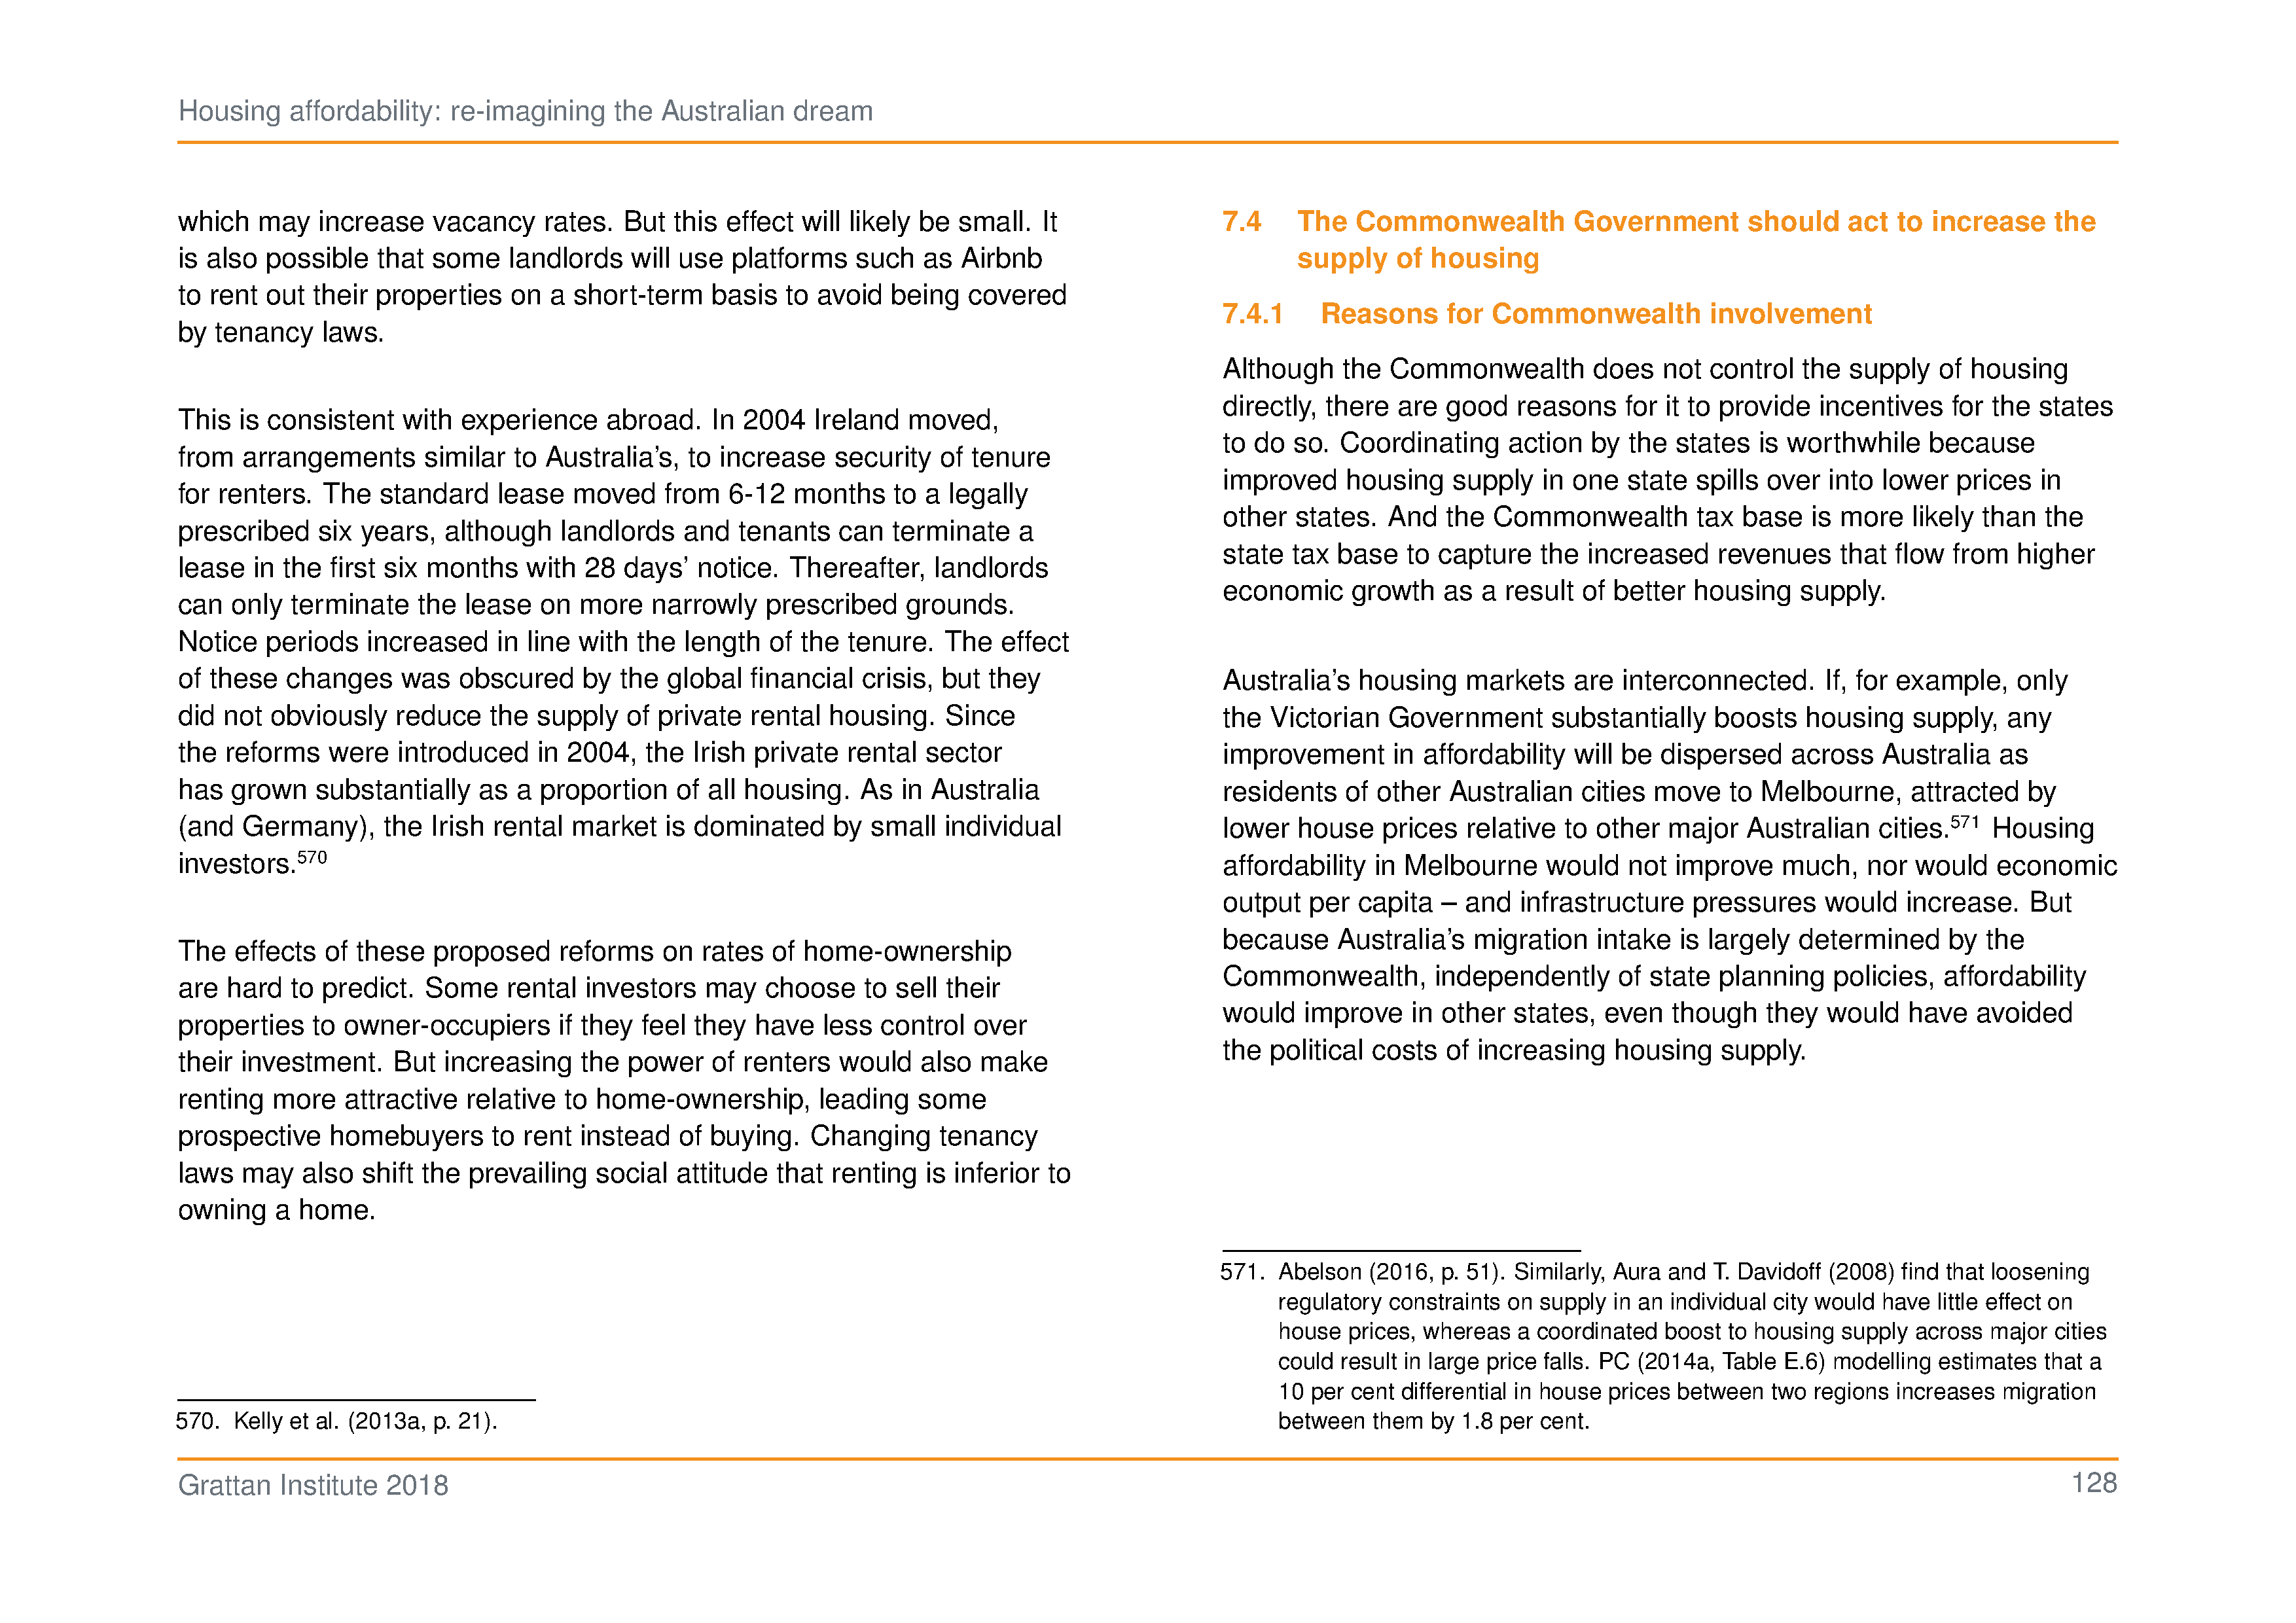 Housing affordability: re-imagining the Australian dream
which may increase vacancy rates. But this effect will likely be small. It
is also possible that some landlords will use platforms such as Airbnb
to rent out their properties on a short-term basis to avoid being covered
by tenancy laws.
This is consistent with experience abroad. In 2004 Ireland moved,
from arrangements similar to Australia’s, to increase security of tenure
for renters. The standard lease moved from 6-12 months to a legally
prescribed six years, although landlords and tenants can terminate a
lease in the first six months with 28 days’ notice. Thereafter, landlords
can only terminate the lease on more narrowly prescribed grounds.
Notice periods increased in line with the length of the tenure. The effect
of these changes was obscured by the global financial crisis, but they
did not obviously reduce the supply of private rental housing. Since
the reforms were introduced in 2004, the Irish private rental sector
has grown substantially as a proportion of all housing. As in Australia
(and Germany), the Irish rental market is dominated by small individual
investors.570
The effects of these proposed reforms on rates of home-ownership
are hard to predict. Some rental investors may choose to sell their
properties to owner-occupiers if they feel they have less control over
their investment. But increasing the power of renters would also make
renting more attractive relative to home-ownership, leading some
prospective homebuyers to rent instead of buying. Changing tenancy
laws may also shift the prevailing social attitude that renting is inferior to
owning a home.
570. Kelly et al. (2013a, p. 21).
7.4 The Commonwealth Government should act to increase the
supply of housing
7.4.1 Reasons for Commonwealth involvement
Although the Commonwealth does not control the supply of housing
directly, there are good reasons for it to provide incentives for the states
to do so. Coordinating action by the states is worthwhile because
improved housing supply in one state spills over into lower prices in
other states. And the Commonwealth tax base is more likely than the
state tax base to capture the increased revenues that flow from higher
economic growth as a result of better housing supply.
Australia’s housing markets are interconnected. If, for example, only
the Victorian Government substantially boosts housing supply, any
improvement in affordability will be dispersed across Australia as
residents of other Australian cities move to Melbourne, attracted by
lower house prices relative to other major Australian cities.571 Housing
affordability in Melbourne would not improve much, nor would economic
output per capita – and infrastructure pressures would increase. But
because Australia’s migration intake is largely determined by the
Commonwealth, independently of state planning policies, affordability
would improve in other states, even though they would have avoided
the political costs of increasing housing supply.
571. Abelson (2016, p. 51). Similarly, Aura and T. Davidoff (2008) find that loosening
regulatory constraints on supply in an individual city would have little effect on
house prices, whereas a coordinated boost to housing supply across major cities
could result in large price falls. PC (2014a, Table E.6) modelling estimates that a
10 per cent differential in house prices between two regions increases migration
between them by 1.8 per cent.
Grattan Institute 2018
128